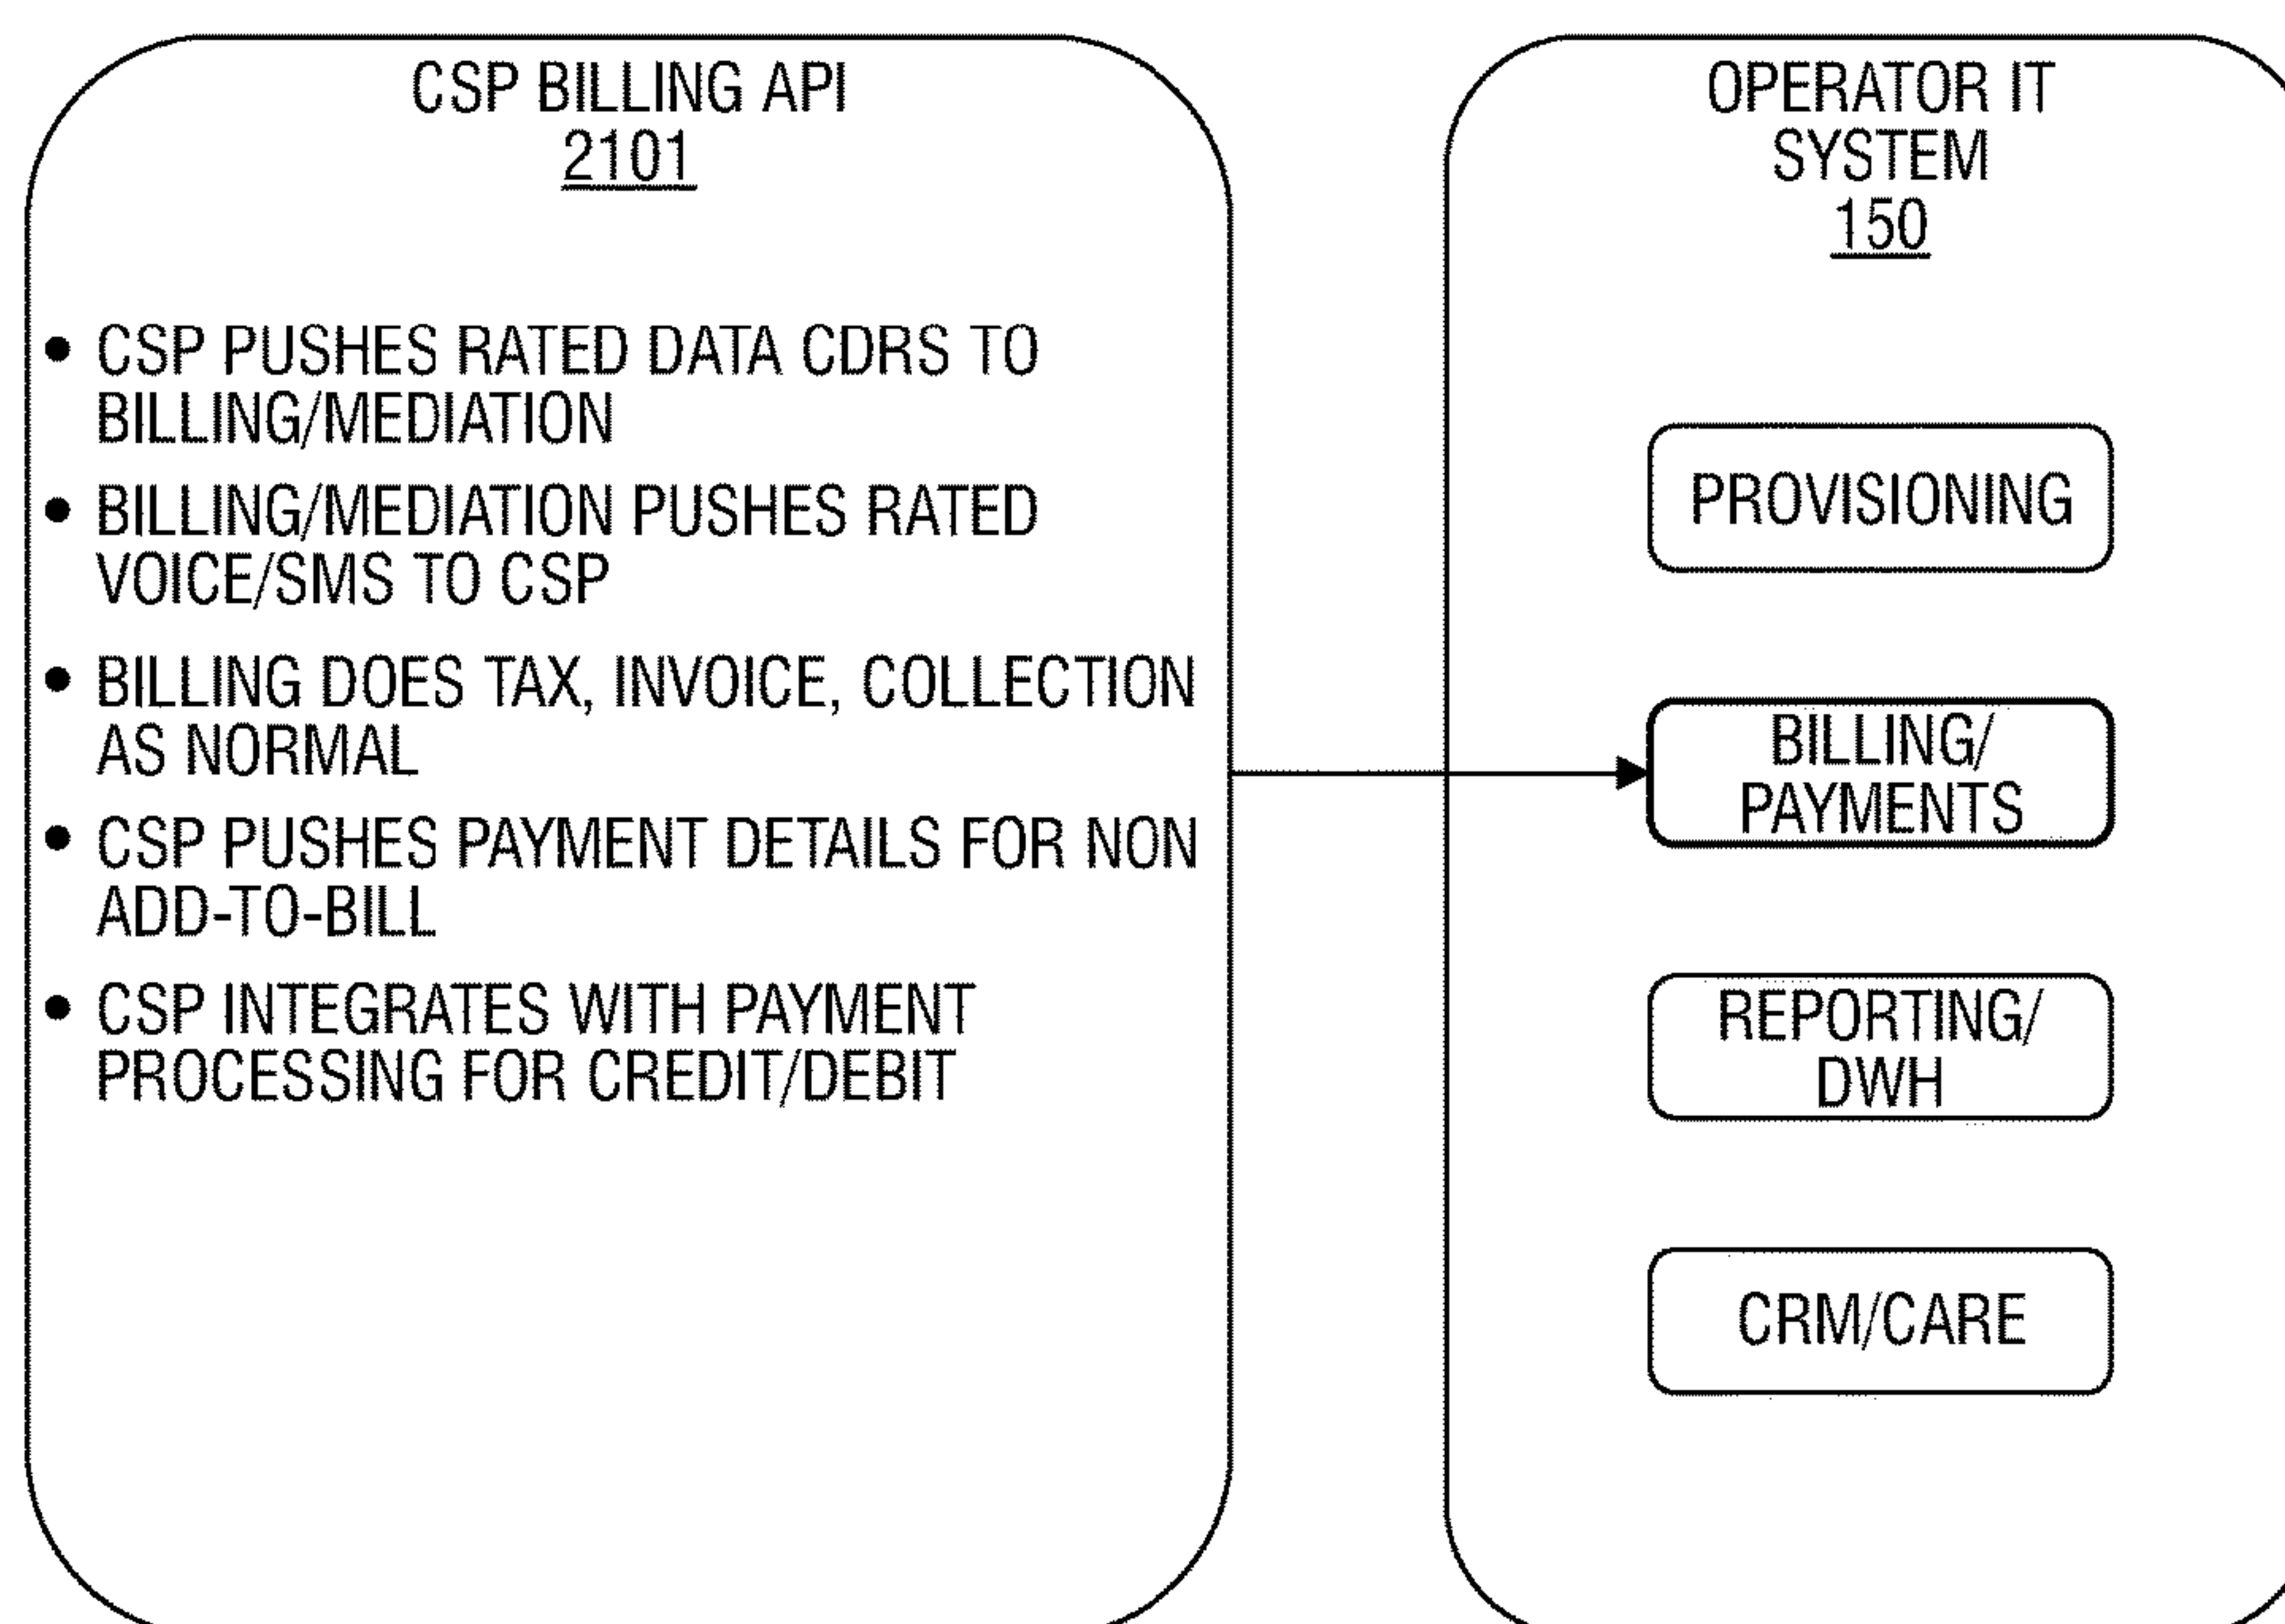 CSP BILLING API
2101
• CSP PUSHES RATED DATA CDRS TO
BILLING/MEDIATION
• BILLING/MEDIATION PUSHES RATED
VOICE/SMS TO CSP
• BILLING DOES TAX, INVOICE, COLLECTION
AS NORMAL
• CSP PUSHES PAYMENT DETAILS FOR NON
ADD-TO-BILL
• CSP INTEGRATES WITH PAYMENT
PROCESSING FOR CREDIT/DEBIT
OPERATOR IT
SYSTEM
150
PROVISIONING
BILLING/
PAYMENTS
REPORTING/
DWH
CRM/CARE